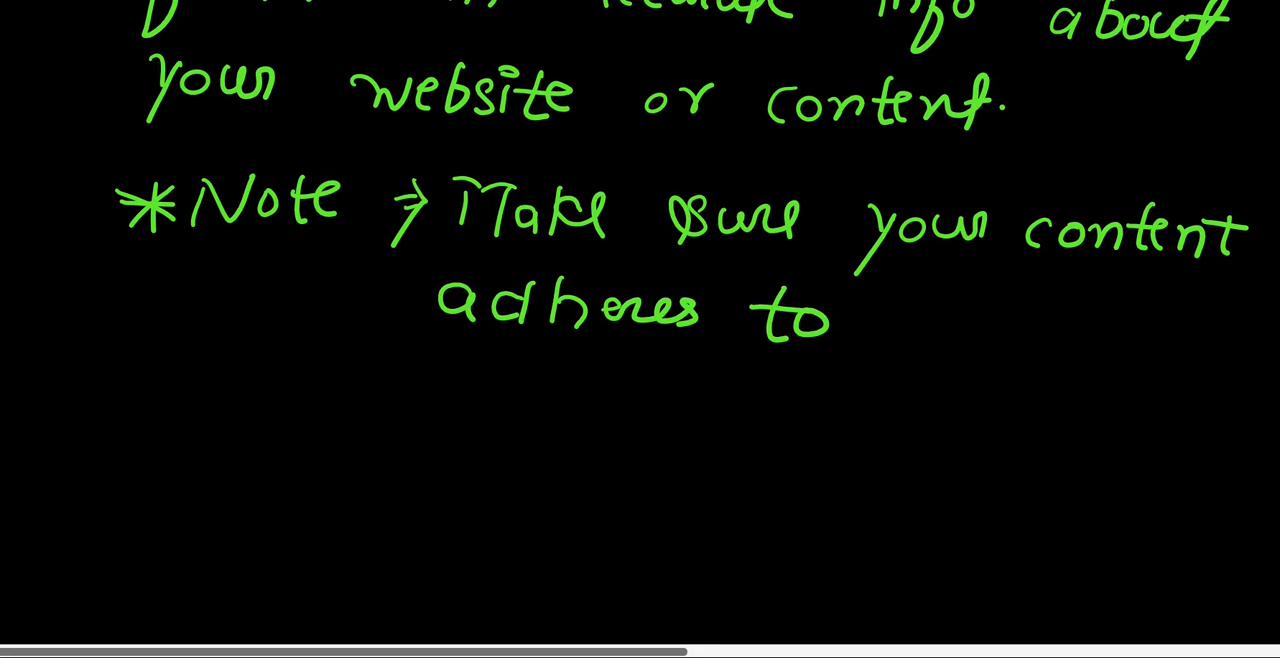 info about
your website or content.
*Note → Make sure your content
adheres to